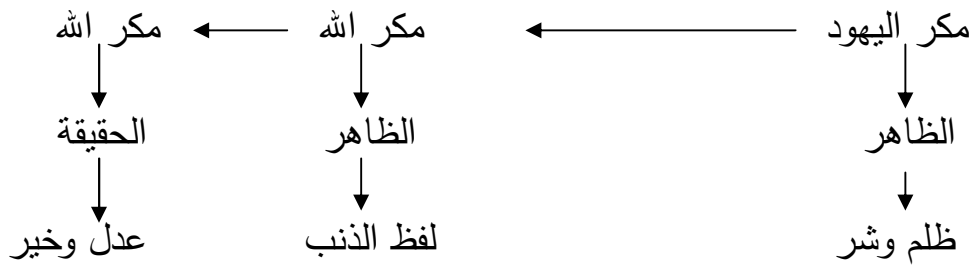 مكر اليهود مكر الله مكر الله
الظاهر الظاهر الحقيقة
ظلم وشر لفظ الذنب عدل وخير